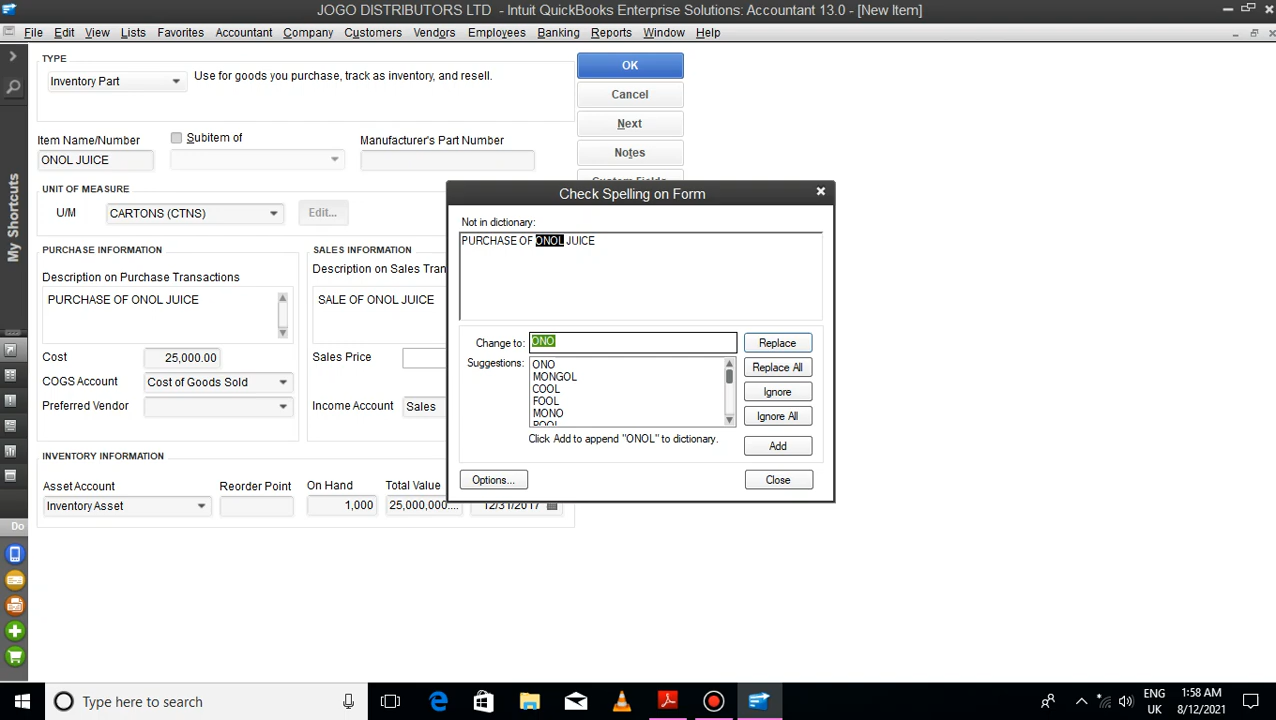 JOGO DISTRIBUTORS LTD - Intuit QuickBooks Enterprise Solutions: Accountant 13.0 - [New Item]
File Edit View Lists Favorites Accountant Company Customers Vendors Employees Banking Reports Window Help
TYPE
Inventory Part
Use for goods you purchase, track as inventory, and resell.
OK
Cancel
Next
Notes
Custom Fields
Item Name/Number
Subitem of
Manufacturer's Part Number
ONOL JUICE
UNIT OF MEASURE
U/M
CARTONS (CTNS)
Edit...
My Shortcuts
PURCHASE INFORMATION
Description on Purchase Transactions
PURCHASE OF ONOL JUICE
Cost
25,000.00
COGS Account
Cost of Goods Sold
Preferred Vendor
SALES INFORMATION
Description on Sales Tran
SALE OF ONOL JUICE
Sales Price
Income Account
Sales
INVENTORY INFORMATION
Asset Account
Reorder Point
On Hand
Total Value
Inventory Asset
1,000
25,000,000....
12/31/2017
Do
Check Spelling on Form
Not in dictionary:
PURCHASE OF ONOL JUICE
Change to:
ONO
Replace
Suggestions:
ONO
MONGOL
COOL
FOOL
MONO
POOL
Replace All
Ignore
Ignore All
Click Add to append "ONOL" to dictionary.
Add
Options...
Close
Type here to search
ENG
UK
1:58 AM
8/12/2021